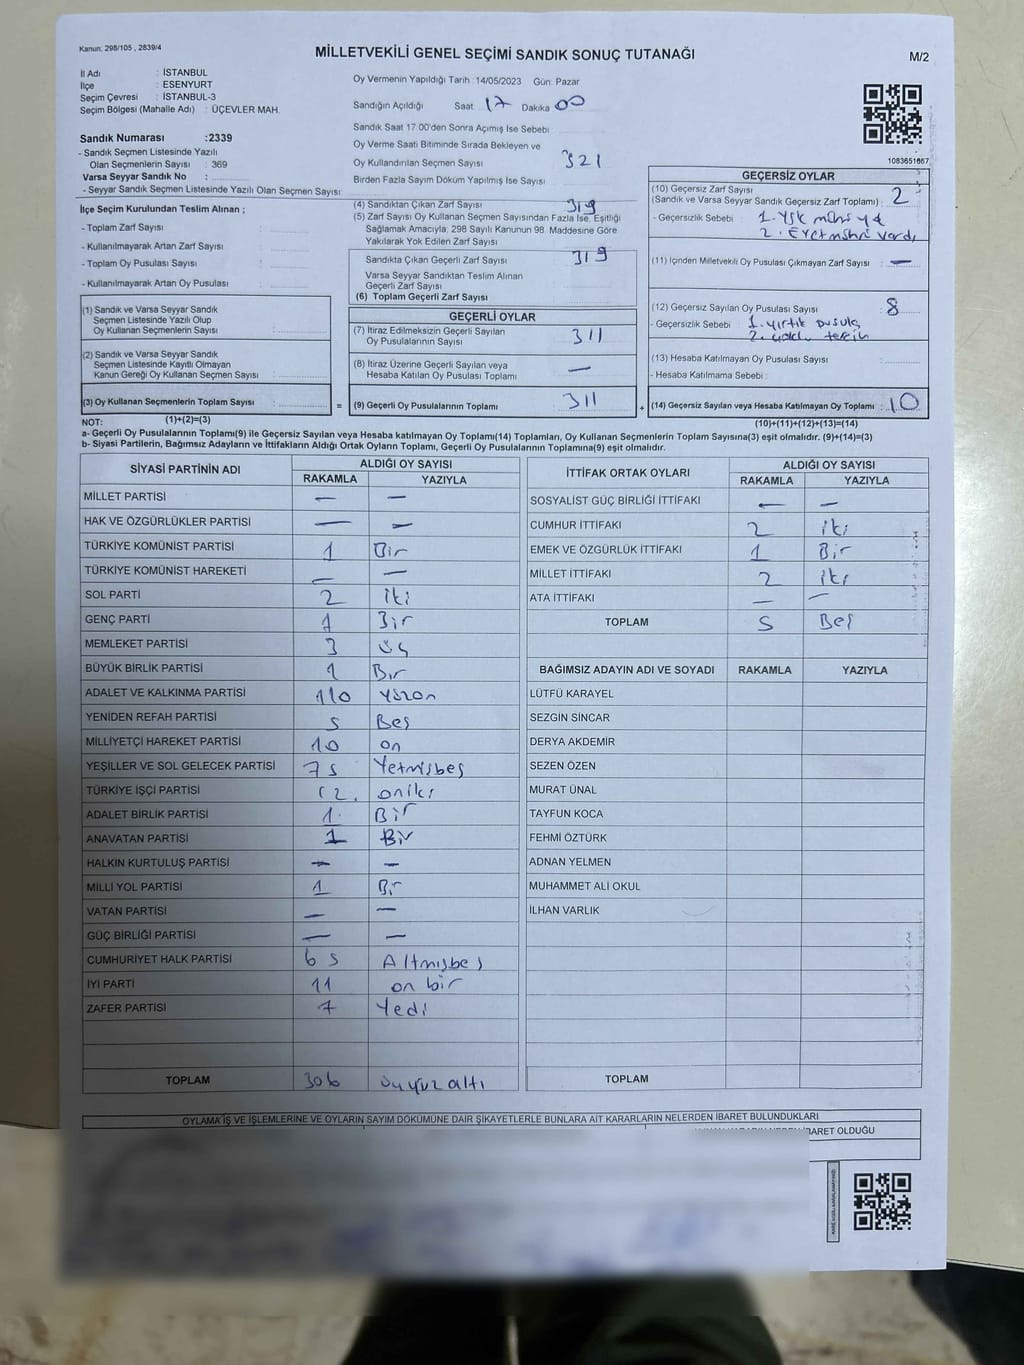 Kanun: 298/105 , 2839/4
MİLLETVEKİLİ GENEL SEÇİMİ SANDIK SONUÇ TUTANAĞI
M/2
İl Adı : İSTANBUL
İlçe : ESENYURT
Seçim Çevresi : İSTANBUL-3
Seçim Bölgesi (Mahalle Adı) : ÜÇEVLER MAH.
Sandık Numarası :2339
- Sandık Seçmen Listesinde Yazılı
Olan Seçmenlerin Sayısı : 369
Varsa Seyyar Sandık No :
- Seyyar Sandık Seçmen Listesinde Yazılı Olan Seçmen Sayısı
Oy Vermenin Yapıldığı Tarih :14/05/2023 Gün: Pazar
Sandığın Açıldığı Saat 17 Dakika 00
Sandık Saat 17:00'den Sonra Açımış İse Sebebi
Oy Verme Saati Bitiminde Sırada Bekleyen ve
Oy Kullandırılan Seçmen Sayısı 321
Birden Fazla Sayım Döküm Yapılmış İse Sayısı
1083651667
İlçe Seçim Kurulundan Teslim Alınan ;
- Toplam Zarf Sayısı :
- Kullanılmayarak Artan Zarf Sayısı :
- Toplam Oy Pusulası Sayısı :
- Kullanılmayarak Artan Oy Pusulası :
(1) Sandık ve Varsa Seyyar Sandık
Seçmen Listesinde Yazılı Olup
Oy Kullanan Seçmenlerin Sayısı :
(2) Sandık ve Varsa Seyyar Sandık
Seçmen Listesinde Kayıtlı Olmayan
Kanun Gereği Oy Kullanan Seçmen Sayısı :
(3) Oy Kullanan Seçmenlerin Toplam Sayısı :
(1)+(2)=(3)
(4) Sandıktan Çıkan Zarf Sayısı 319
(5) Zarf Sayısı Oy Kullanan Seçmen Sayısından Fazla İse, Eşitliği
Sağlamak Amacıyla, 298 Sayılı Kanunun 98. Maddesine Göre
Yakılarak Yok Edilen Zarf Sayısı
Sandıkta Çıkan Geçerli Zarf Sayısı 319
Varsa Seyyar Sandıktan Teslim Alınan
Geçerli Zarf Sayısı
(6) Toplam Geçerli Zarf Sayısı
GEÇERLİ OYLAR
(7) İtiraz Edilmeksizin Geçerli Sayılan
Oy Pusulalarının Sayısı 311
(8) İtiraz Üzerine Geçerli Sayılan veya
Hesaba Katılan Oy Pusulası Toplamı —
= (9) Geçerli Oy Pusulalarının Toplamı 311 +
GEÇERSİZ OYLAR
(10) Geçersiz Zarf Sayısı
(Sandık ve Varsa Seyyar Sandık Geçersiz Zarf Toplamı) : 2
- Geçersizlik Sebebi : 1. YSK mührü yd
2. Evet mührü vardı
(11) İçinden Milletvekili Oy Pusulası Çıkmayan Zarf Sayısı : —
(12) Geçersiz Sayılan Oy Pusulası Sayısı : 8
- Geçersizlik Sebebi : 1. yırtık pusula
2. tercih
(13) Hesaba Katılmayan Oy Pusulası Sayısı :
- Hesaba Katılmama Sebebi :
(14) Geçersiz Sayılan veya Hesaba Katılmayan Oy Toplamı : 10
(10)+(11)+(12)+(13)=(14)
NOT:
a- Geçerli Oy Pusulalarının Toplamı(9) ile Geçersiz Sayılan veya Hesaba katılmayan Oy Toplamı(14) Toplamları, Oy Kullanan Seçmenlerin Toplam Sayısına(3) eşit olmalıdır. (9)+(14)=(3)
b- Siyasi Partilerin, Bağımsız Adayların ve İttifakların Aldığı Ortak Oyların Toplamı, Geçerli Oy Pusulalarının Toplamına(9) eşit olmalıdır.
SİYASİ PARTİNİN ADI ALDIĞI OY SAYISI
RAKAMLA YAZIYLA
MİLLET PARTİSİ — —
HAK VE ÖZGÜRLÜKLER PARTİSİ — —
TÜRKİYE KOMÜNİST PARTİSİ 1 Bir
TÜRKİYE KOMÜNİST HAREKETİ — —
SOL PARTİ 2 iki
GENÇ PARTİ 1 Bir
MEMLEKET PARTİSİ 3 üç
BÜYÜK BİRLİK PARTİSİ 1 Bir
ADALET VE KALKINMA PARTİSİ 110 yüzon
YENİDEN REFAH PARTİSİ 5 Beş
MİLLİYETÇİ HAREKET PARTİSİ 10 on
YEŞİLLER VE SOL GELECEK PARTİSİ 75 Yetmişbeş
TÜRKİYE İŞÇİ PARTİSİ 12. oniki
ADALET BİRLİK PARTİSİ 1. Bir
ANAVATAN PARTİSİ 1 Bir
HALKIN KURTULUŞ PARTİSİ — —
MİLLİ YOL PARTİSİ 1 Bir
VATAN PARTİSİ — —
GÜÇ BİRLİĞİ PARTİSİ — —
CUMHURİYET HALK PARTİSİ 65 Altmışbeş
İYİ PARTİ 11 on bir
ZAFER PARTİSİ 7 Yedi
TOPLAM 306 üçyüz altı
İTTİFAK ORTAK OYLARI ALDIĞI OY SAYISI
RAKAMLA YAZIYLA
SOSYALİST GÜÇ BİRLİĞİ İTTİFAKI — —
CUMHUR İTTİFAKI 2 iki
EMEK VE ÖZGÜRLÜK İTTİFAKI 1 Bir
MİLLET İTTİFAKI 2 iki
ATA İTTİFAKI — —
TOPLAM 5 Beş
BAĞIMSIZ ADAYIN ADI VE SOYADI RAKAMLA YAZIYLA
LÜTFÜ KARAYEL
SEZGİN SİNCAR
DERYA AKDEMİR
SEZEN ÖZEN
MURAT ÜNAL
TAYFUN KOCA
FEHMİ ÖZTÜRK
ADNAN YELMEN
MUHAMMET ALİ OKUL
İLHAN VARLIK
TOPLAM
OYLAMA İŞ VE İŞLEMLERİNE VE OYLARIN SAYIM DÖKÜMÜNE DAİR ŞİKAYETLERLE BUNLARA AİT KARARLARIN NELERDEN İBARET BULUNDUKLARI
İBARET OLDUĞU